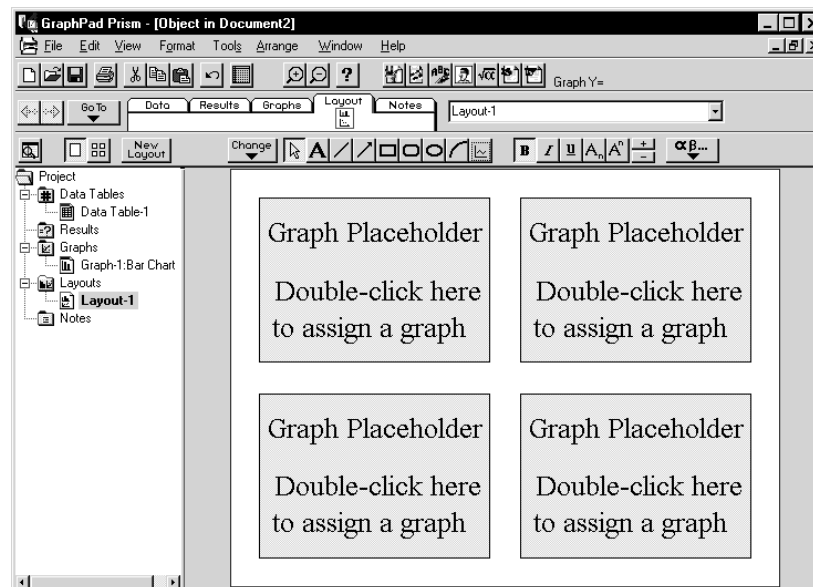 GraphPad Prism - [Object in Document2]
File Edit View Format Tools Arrange Window Help
Graph Y=
Go To Data Results Graphs Layout Notes Layout-1
New Layout Change A B I U An An + - αβ...
Project
Data Tables
Data Table-1
Results
Graphs
Graph-1:Bar Chart
Layouts
Layout-1
Notes
Graph Placeholder
Double-click here
to assign a graph
Graph Placeholder
Double-click here
to assign a graph
Graph Placeholder
Double-click here
to assign a graph
Graph Placeholder
Double-click here
to assign a graph